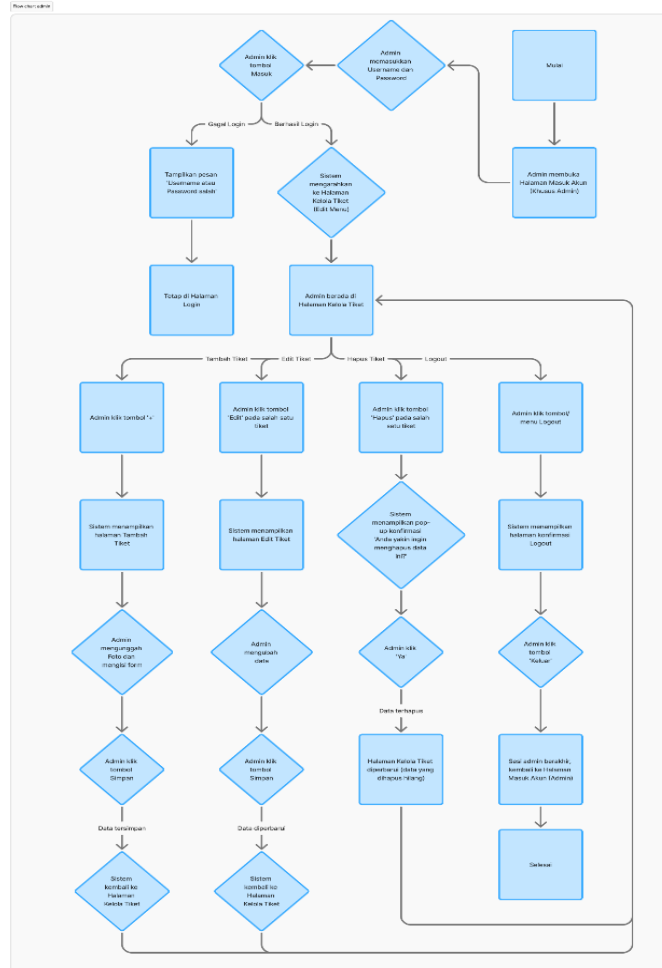 Flow chart admin
Mulai
Admin membuka
Halaman Masuk Akun
(Khusus Admin)
Admin
memasukkan
Username dan
Password
Admin klik
tombol
Masuk
Gagal Login
Berhasil Login
Tampilkan pesan
'Username atau
Password salah'
Tetap di Halaman
Login
Sistem
mengarahkan
ke Halaman
Kelola Tiket
(Edit Menu)
Admin berada di
Halaman Kelola Tiket
Tambah Tiket
Edit Tiket
Hapus Tiket
Logout
Admin klik tombol '+'
Sistem menampilkan
halaman Tambah
Tiket
Admin
mengunggah
Foto dan
mengisi form
Admin klik
tombol
Simpan
Data tersimpan
Sistem
kembali ke
Halaman
Kelola Tiket
Admin klik tombol
'Edit' pada salah satu
tiket
Sistem menampilkan
halaman Edit Tiket
Admin
mengubah
data
Admin klik
tombol
Simpan
Data diperbarui
Sistem
kembali ke
Halaman
Kelola Tiket
Admin klik tombol
'Hapus' pada salah
satu tiket
Sistem
menampilkan pop-
up konfirmasi
'Anda yakin ingin
menghapus data
ini?'
Admin klik
'Ya'
Data terhapus
Halaman Kelola Tiket
diperbarui (data yang
dihapus hilang)
Admin klik tombol/
menu Logout
Sistem menampilkan
halaman konfirmasi
Logout
Admin klik
tombol
'Keluar'
Sesi admin berakhir,
kembali ke Halaman
Masuk Akun (Admin)
Selesai